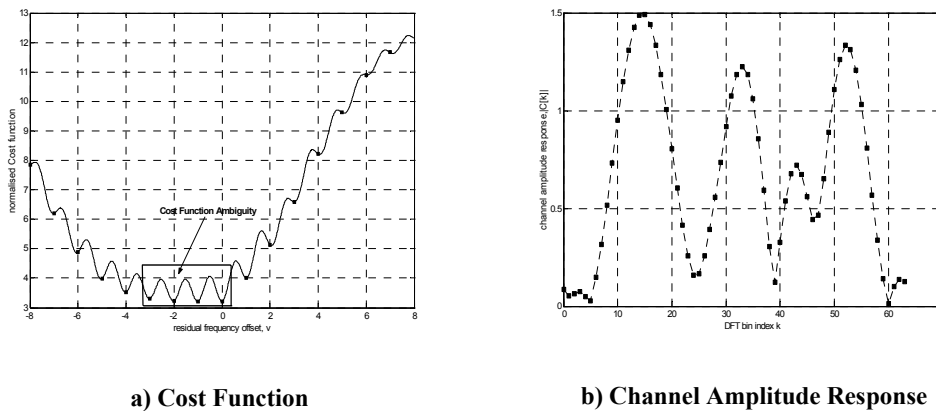 13
12
11
10
9
8
7
6
5
4
3
-8 -6 -4 -2 0 2 4 6 8
normalised Cost function
Cost Function Ambiguity
residual frequency offset, v
1.5
1
0.5
0
0 10 20 30 40 50 60
channel amplitude response,|C[k]|
DFT bin index k
a) Cost Function
b) Channel Amplitude Response